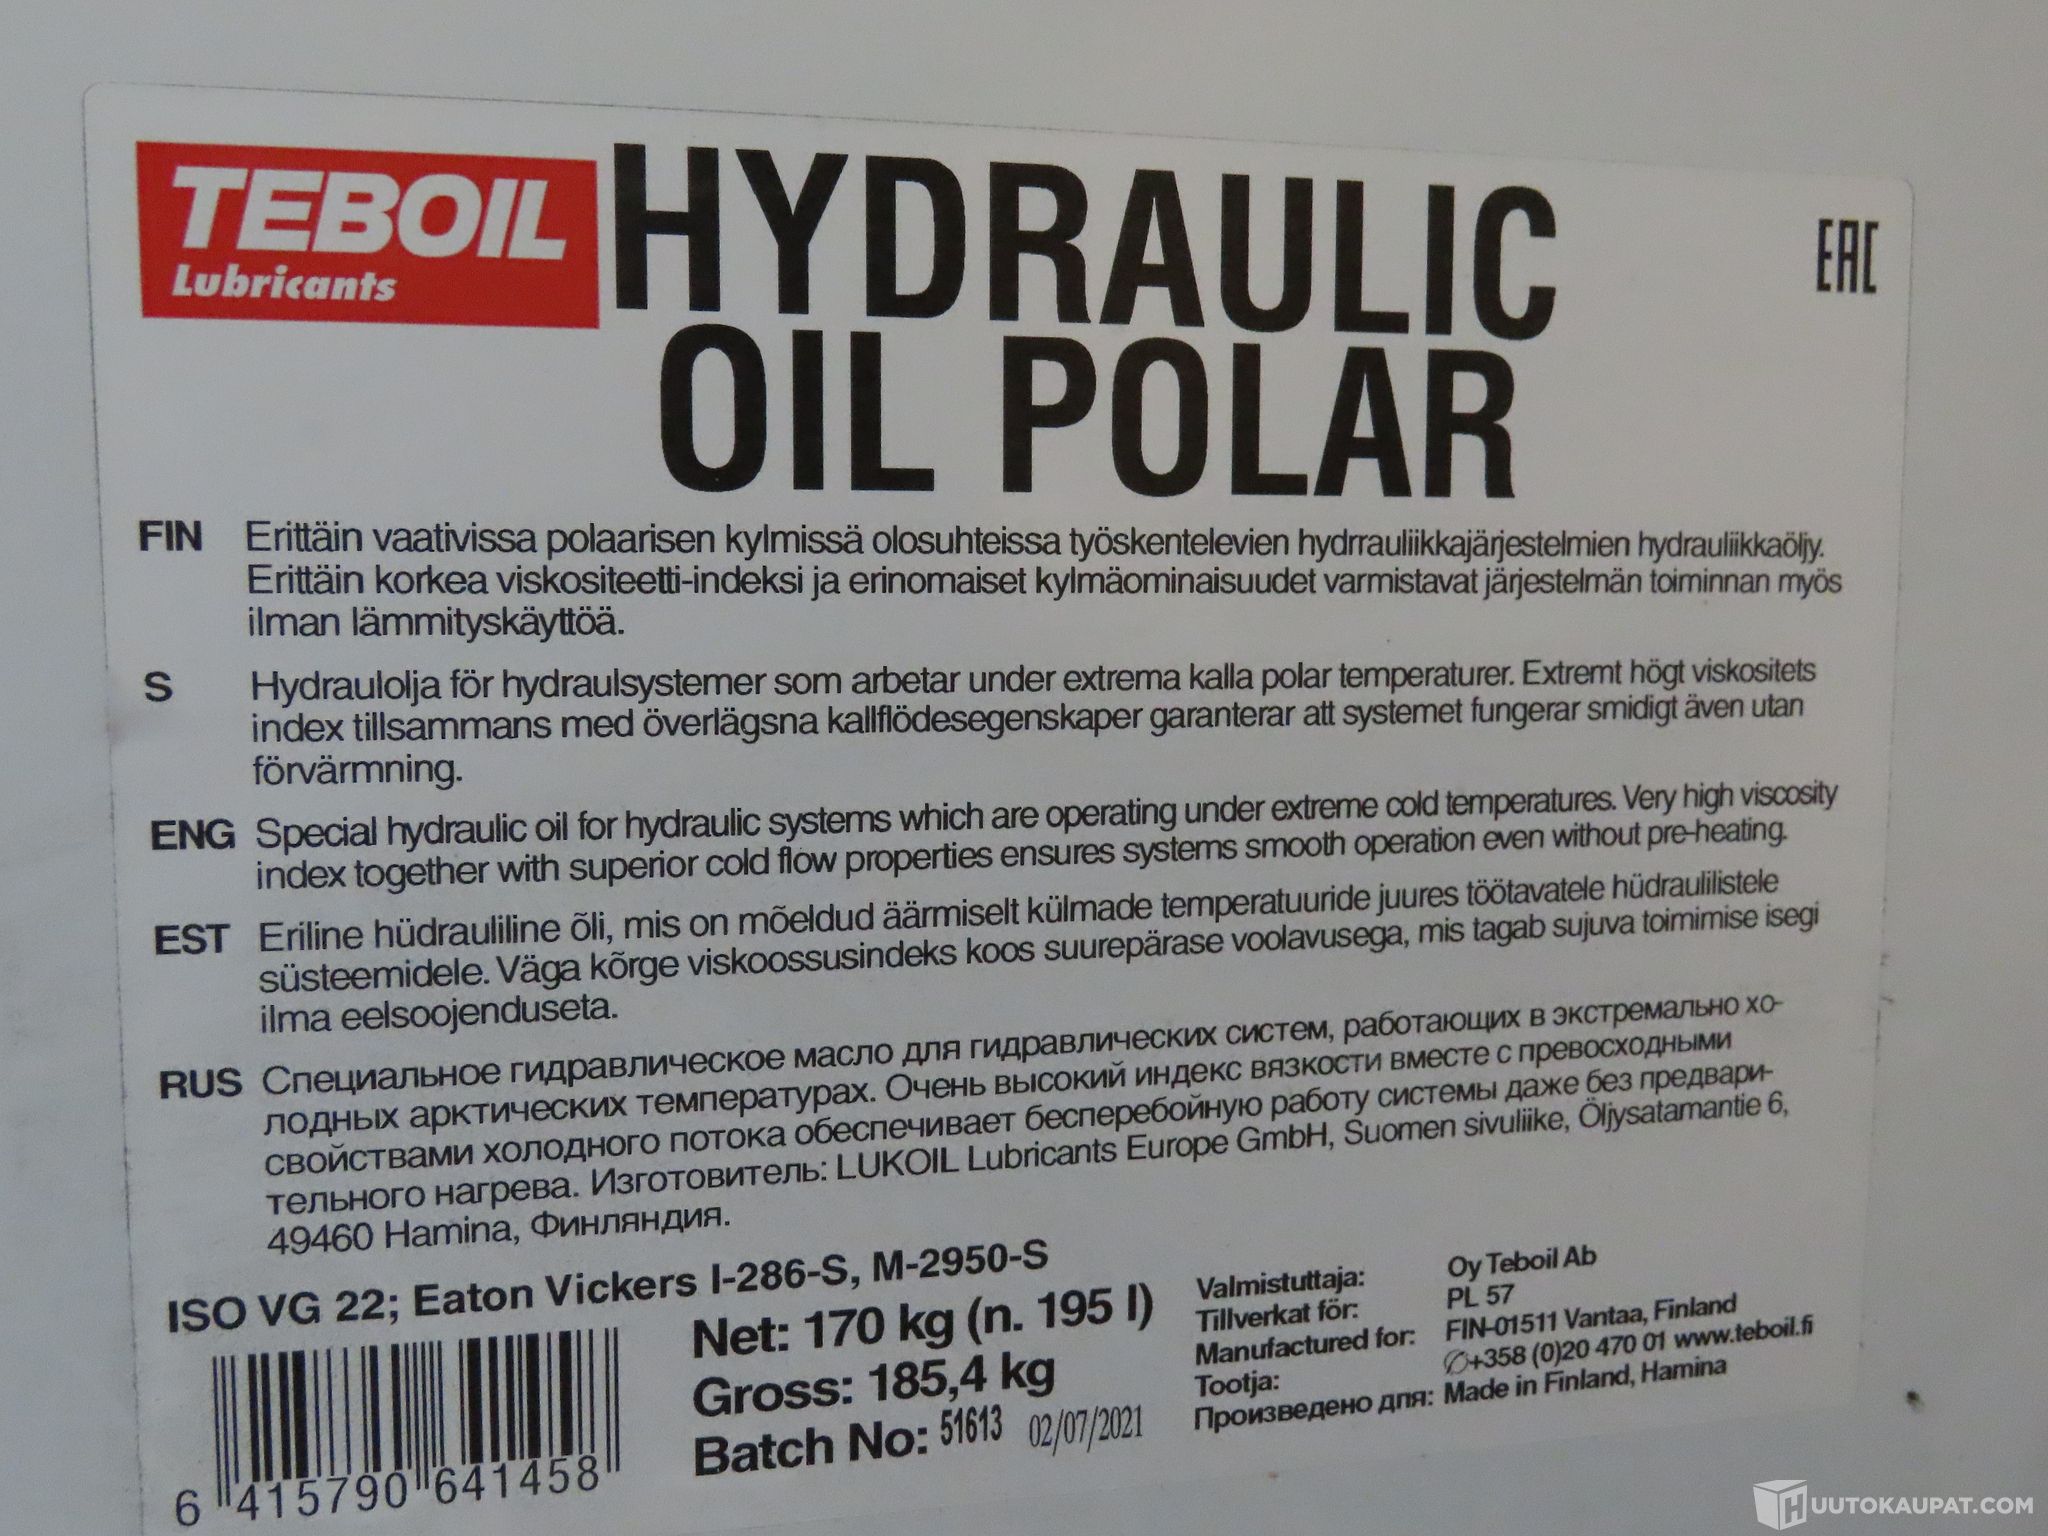 TEBOIL
Lubricants
HYDRAULIC
OIL POLAR
EAC
FIN Erittäin vaativissa polaarisen kylmissä olosuhteissa työskentelevien hydrrauliikkajärjestelmien hydrauliikkaöljy.
Erittäin korkea viskositeetti-indeksi ja erinomaiset kylmäominaisuudet varmistavat järjestelmän toiminnan myös
ilman lämmityskäyttöä.
S Hydraulolja för hydraulsystemer som arbetar under extrema kalla polar temperaturer. Extremt högt viskositets
index tillsammans med överlägsna kallflödesegenskaper garanterar att systemet fungerar smidigt även utan
förvärmning.
ENG Special hydraulic oil for hydraulic systems which are operating under extreme cold temperatures. Very high viscosity
index together with superior cold flow properties ensures systems smooth operation even without pre-heating.
EST Eriline hüdrauliline õli, mis on mõeldud äärmiselt külmade temperatuuride juures töötavatele hüdraulilistele
süsteemidele. Väga kõrge viskoossusindeks koos suurepärase voolavusega, mis tagab sujuva toimimise isegi
ilma eelsoojenduseta.
RUS Специальное гидравлическое масло для гидравлических систем, работающих в экстремально хо-
лодных арктических температурах. Очень высокий индекс вязкости вместе с превосходными
свойствами холодного потока обеспечивает бесперебойную работу системы даже без предвари-
тельного нагрева. Изготовитель: LUKOIL Lubricants Europe GmbH, Suomen sivuliike, Öljysatamantie 6,
49460 Hamina, Финляндия.
ISO VG 22; Eaton Vickers I-286-S, M-2950-S
Net: 170 kg (n. 195 l)
Gross: 185,4 kg
Batch No: 51613 02/07/2021
6 415790 641458
Valmistuttaja: Oy Teboil Ab
Tillverkat för: PL 57
Manufactured for: FIN-01511 Vantaa, Finland
Tootja: ✆+358 (0)20 470 01 www.teboil.fi
Произведено для: Made in Finland, Hamina
HUUTOKAUPAT.COM